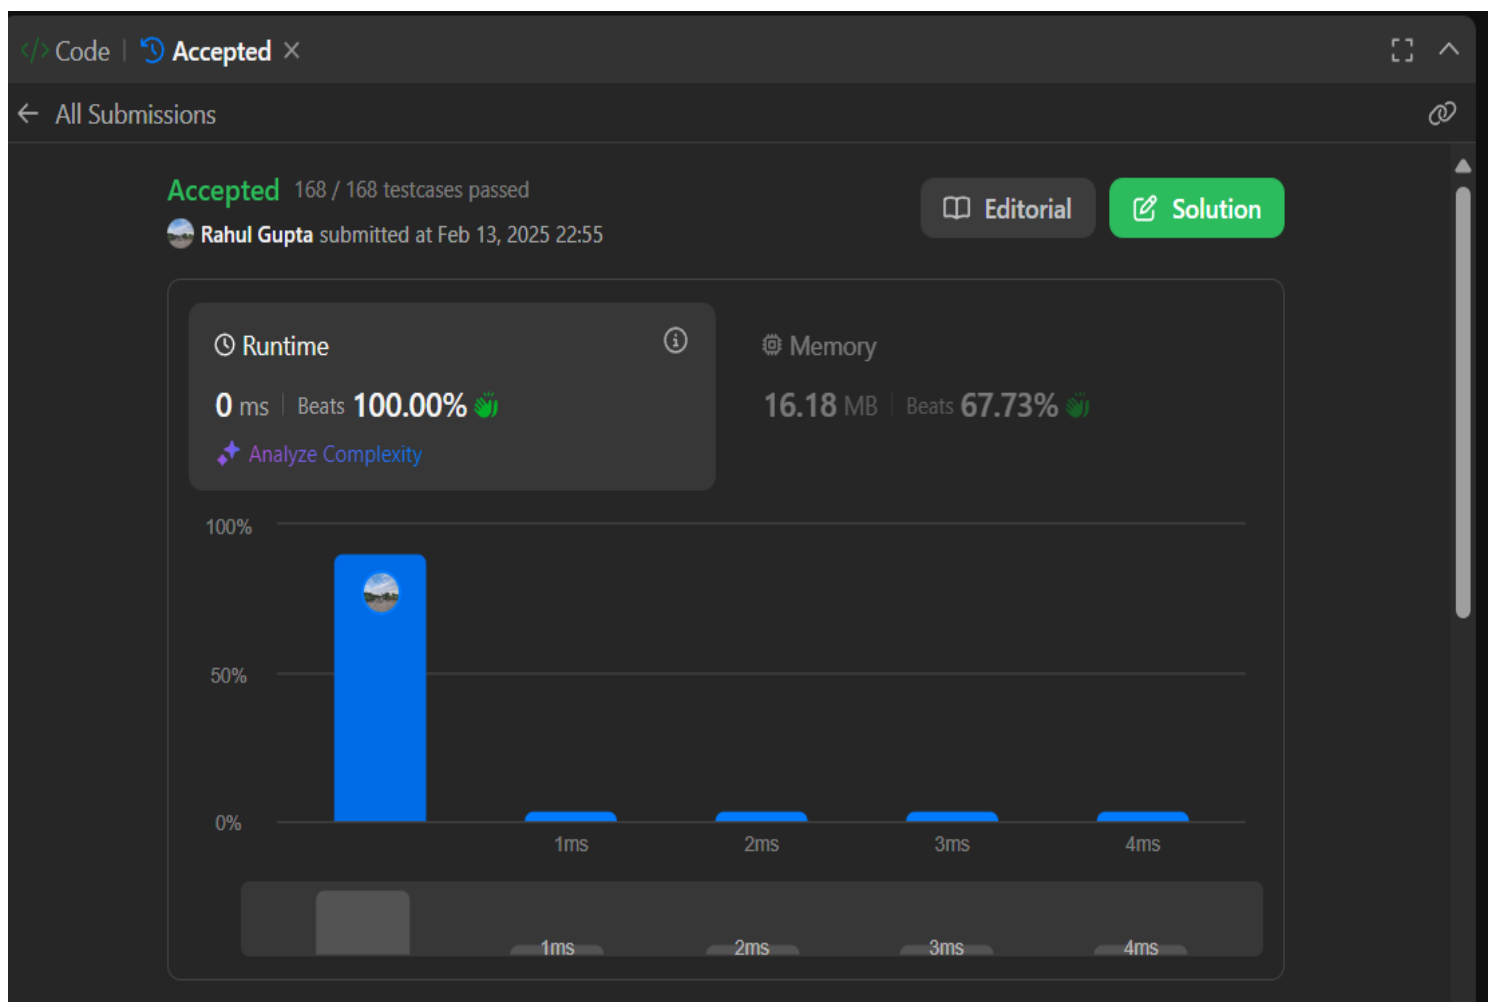 </> Code | Accepted ×
All Submissions
Accepted 168 / 168 testcases passed
Editorial
Solution
Rahul Gupta submitted at Feb 13, 2025 22:55
Runtime
0 ms | Beats 100.00%
Analyze Complexity
Memory
16.18 MB | Beats 67.73%
100%
50%
0%
1ms 2ms 3ms 4ms
1ms 2ms 3ms 4ms